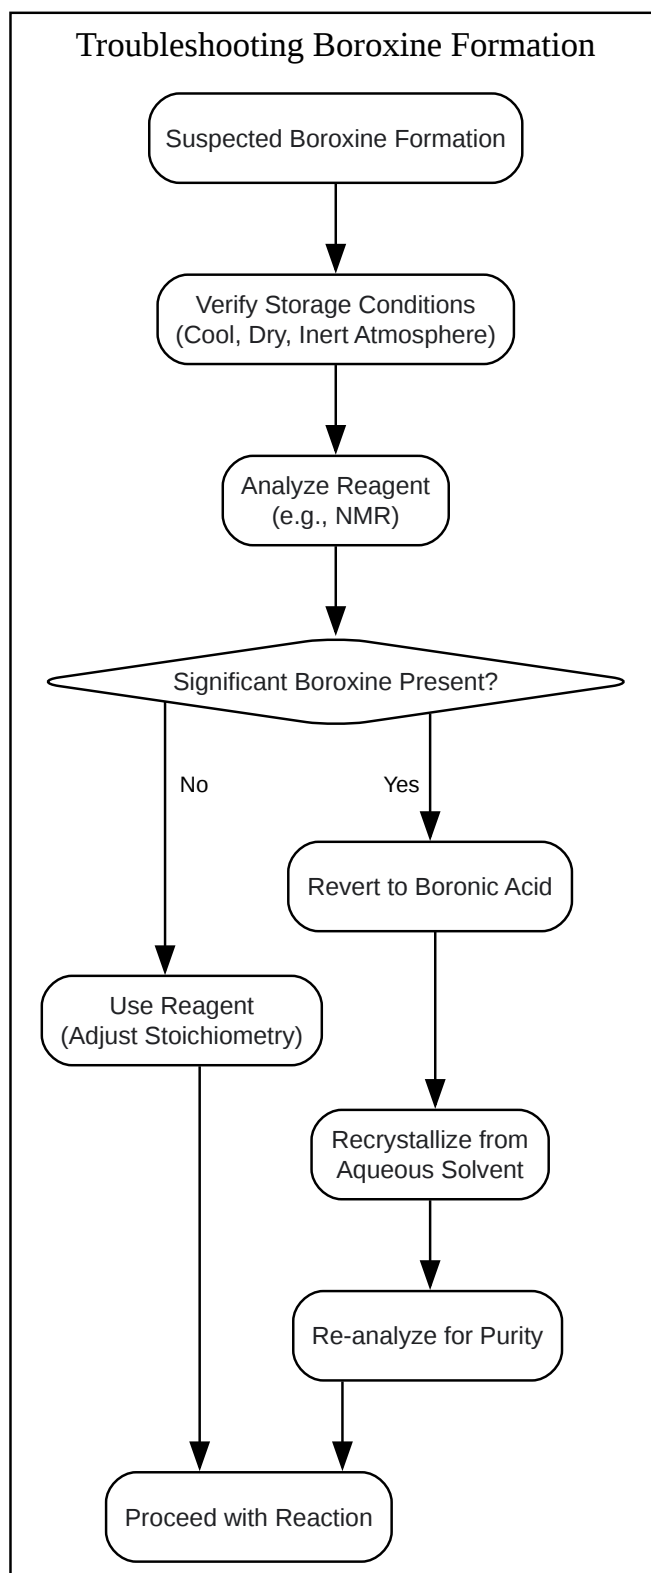 Troubleshooting Boroxine Formation
Suspected Boroxine Formation
Verify Storage Conditions
(Cool, Dry, Inert Atmosphere)
Analyze Reagent
(e.g., NMR)
Significant Boroxine Present?
No
Yes
Revert to Boronic Acid
Use Reagent
(Adjust Stoichiometry)
Recrystallize from
Aqueous Solvent
Re-analyze for Purity
Proceed with Reaction